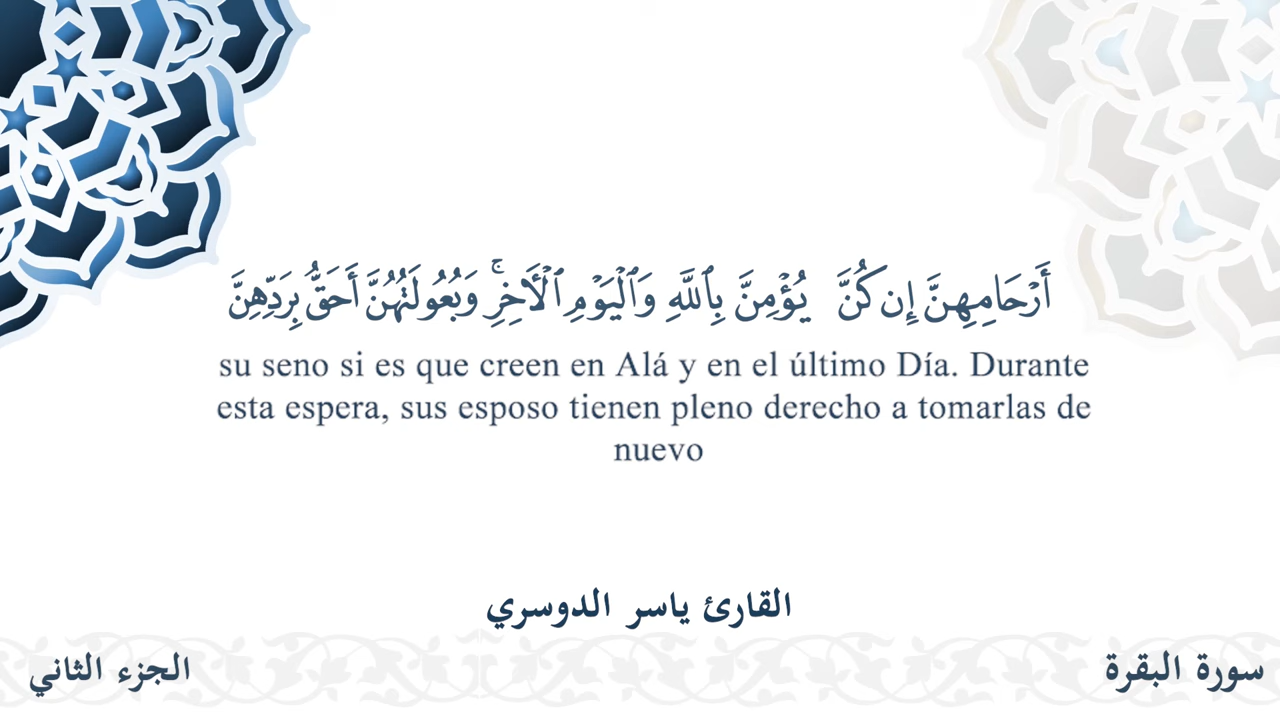 أَرْحَامِهِنَّ إِن كُنَّ يُؤْمِنَّ بِٱللَّهِ وَٱلْيَوْمِ ٱلْأَخِرِ ۚ وَبُعُولَتُهُنَّ أَحَقُّ بِرَدِّهِنَّ
su seno si es que creen en Alá y en el último Día. Durante
esta espera, sus esposo tienen pleno derecho a tomarlas de
nuevo
القارئ ياسر الدوسري
سورة البقرة
الجزء الثاني